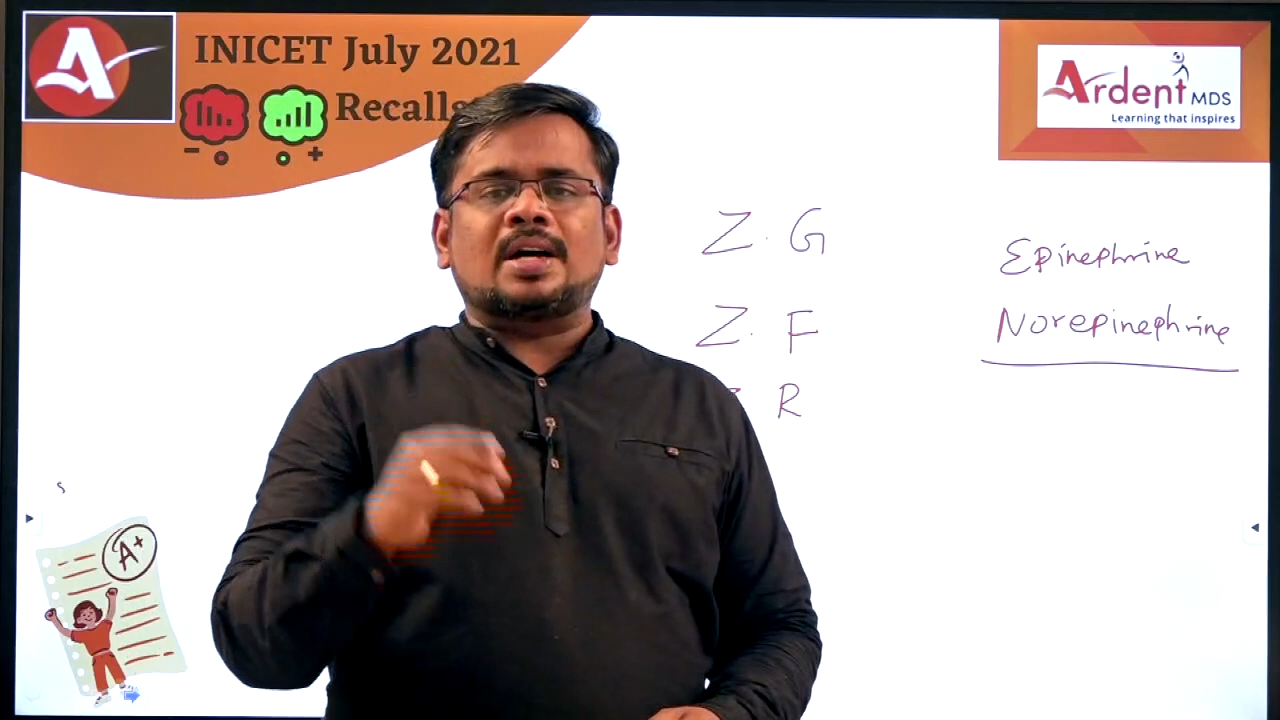 INICET July 2021
Recalls
Ardent MDS
Learning that inspires
Z. G
Z. F
R
Epinephrine
Norepinephrine
A+